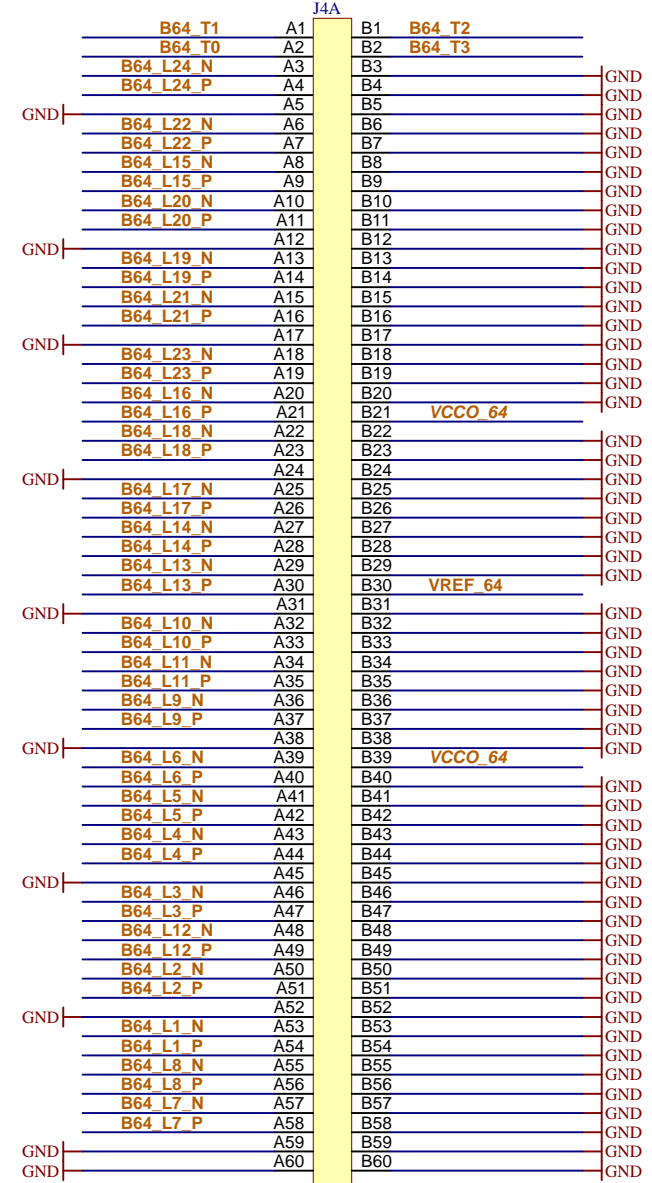 J4A
B64_T1 A1 B1 B64_T2
B64_T0 A2 B2 B64_T3
B64_L24_N A3 B3 GND
B64_L24_P A4 B4 GND
GND A5 B5 GND
B64_L22_N A6 B6 GND
B64_L22_P A7 B7 GND
B64_L15_N A8 B8 GND
B64_L15_P A9 B9 GND
B64_L20_N A10 B10 GND
B64_L20_P A11 B11 GND
GND A12 B12 GND
B64_L19_N A13 B13 GND
B64_L19_P A14 B14 GND
B64_L21_N A15 B15 GND
B64_L21_P A16 B16 GND
GND A17 B17 GND
B64_L23_N A18 B18 GND
B64_L23_P A19 B19 GND
B64_L16_N A20 B20 GND
B64_L16_P A21 B21 VCCO_64
B64_L18_N A22 B22 GND
B64_L18_P A23 B23 GND
GND A24 B24 GND
B64_L17_N A25 B25 GND
B64_L17_P A26 B26 GND
B64_L14_N A27 B27 GND
B64_L14_P A28 B28 GND
B64_L13_N A29 B29 GND
B64_L13_P A30 B30 VREF_64
GND A31 B31 GND
B64_L10_N A32 B32 GND
B64_L10_P A33 B33 GND
B64_L11_N A34 B34 GND
B64_L11_P A35 B35 GND
B64_L9_N A36 B36 GND
B64_L9_P A37 B37 GND
GND A38 B38 GND
B64_L6_N A39 B39 VCCO_64
B64_L6_P A40 B40 GND
B64_L5_N A41 B41 GND
B64_L5_P A42 B42 GND
B64_L4_N A43 B43 GND
B64_L4_P A44 B44 GND
GND A45 B45 GND
B64_L3_N A46 B46 GND
B64_L3_P A47 B47 GND
B64_L12_N A48 B48 GND
B64_L12_P A49 B49 GND
B64_L2_N A50 B50 GND
B64_L2_P A51 B51 GND
GND A52 B52 GND
B64_L1_N A53 B53 GND
B64_L1_P A54 B54 GND
B64_L8_N A55 B55 GND
B64_L8_P A56 B56 GND
B64_L7_N A57 B57 GND
B64_L7_P A58 B58 GND
GND A59 B59 GND
GND A60 B60 GND